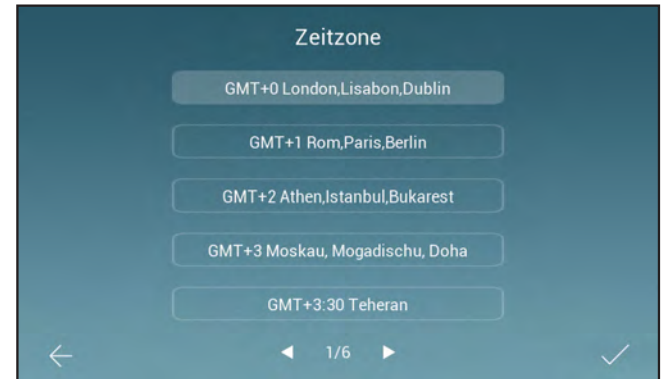 Zeitzone
GMT+0 London,Lisabon,Dublin
GMT+1 Rom,Paris,Berlin
GMT+2 Athen,Istanbul,Bukarest
GMT+3 Moskau, Mogadischu, Doha
GMT+3:30 Teheran
1/6